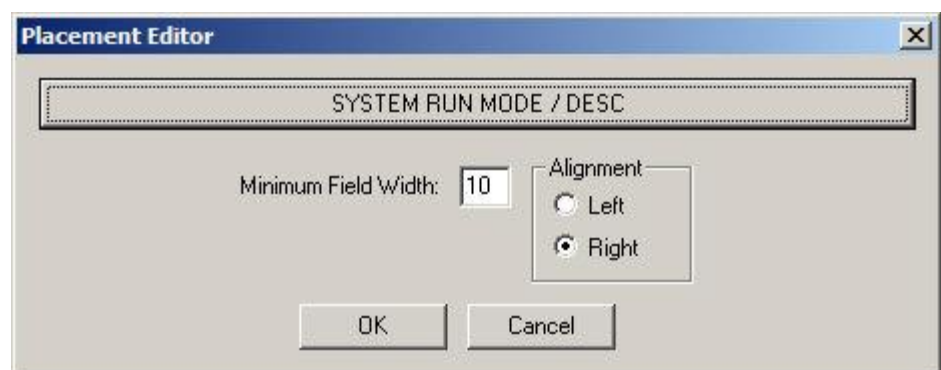 Placement Editor
SYSTEM RUN MODE / DESC
Minimum Field Width: 10
Alignment
Left
Right
OK Cancel